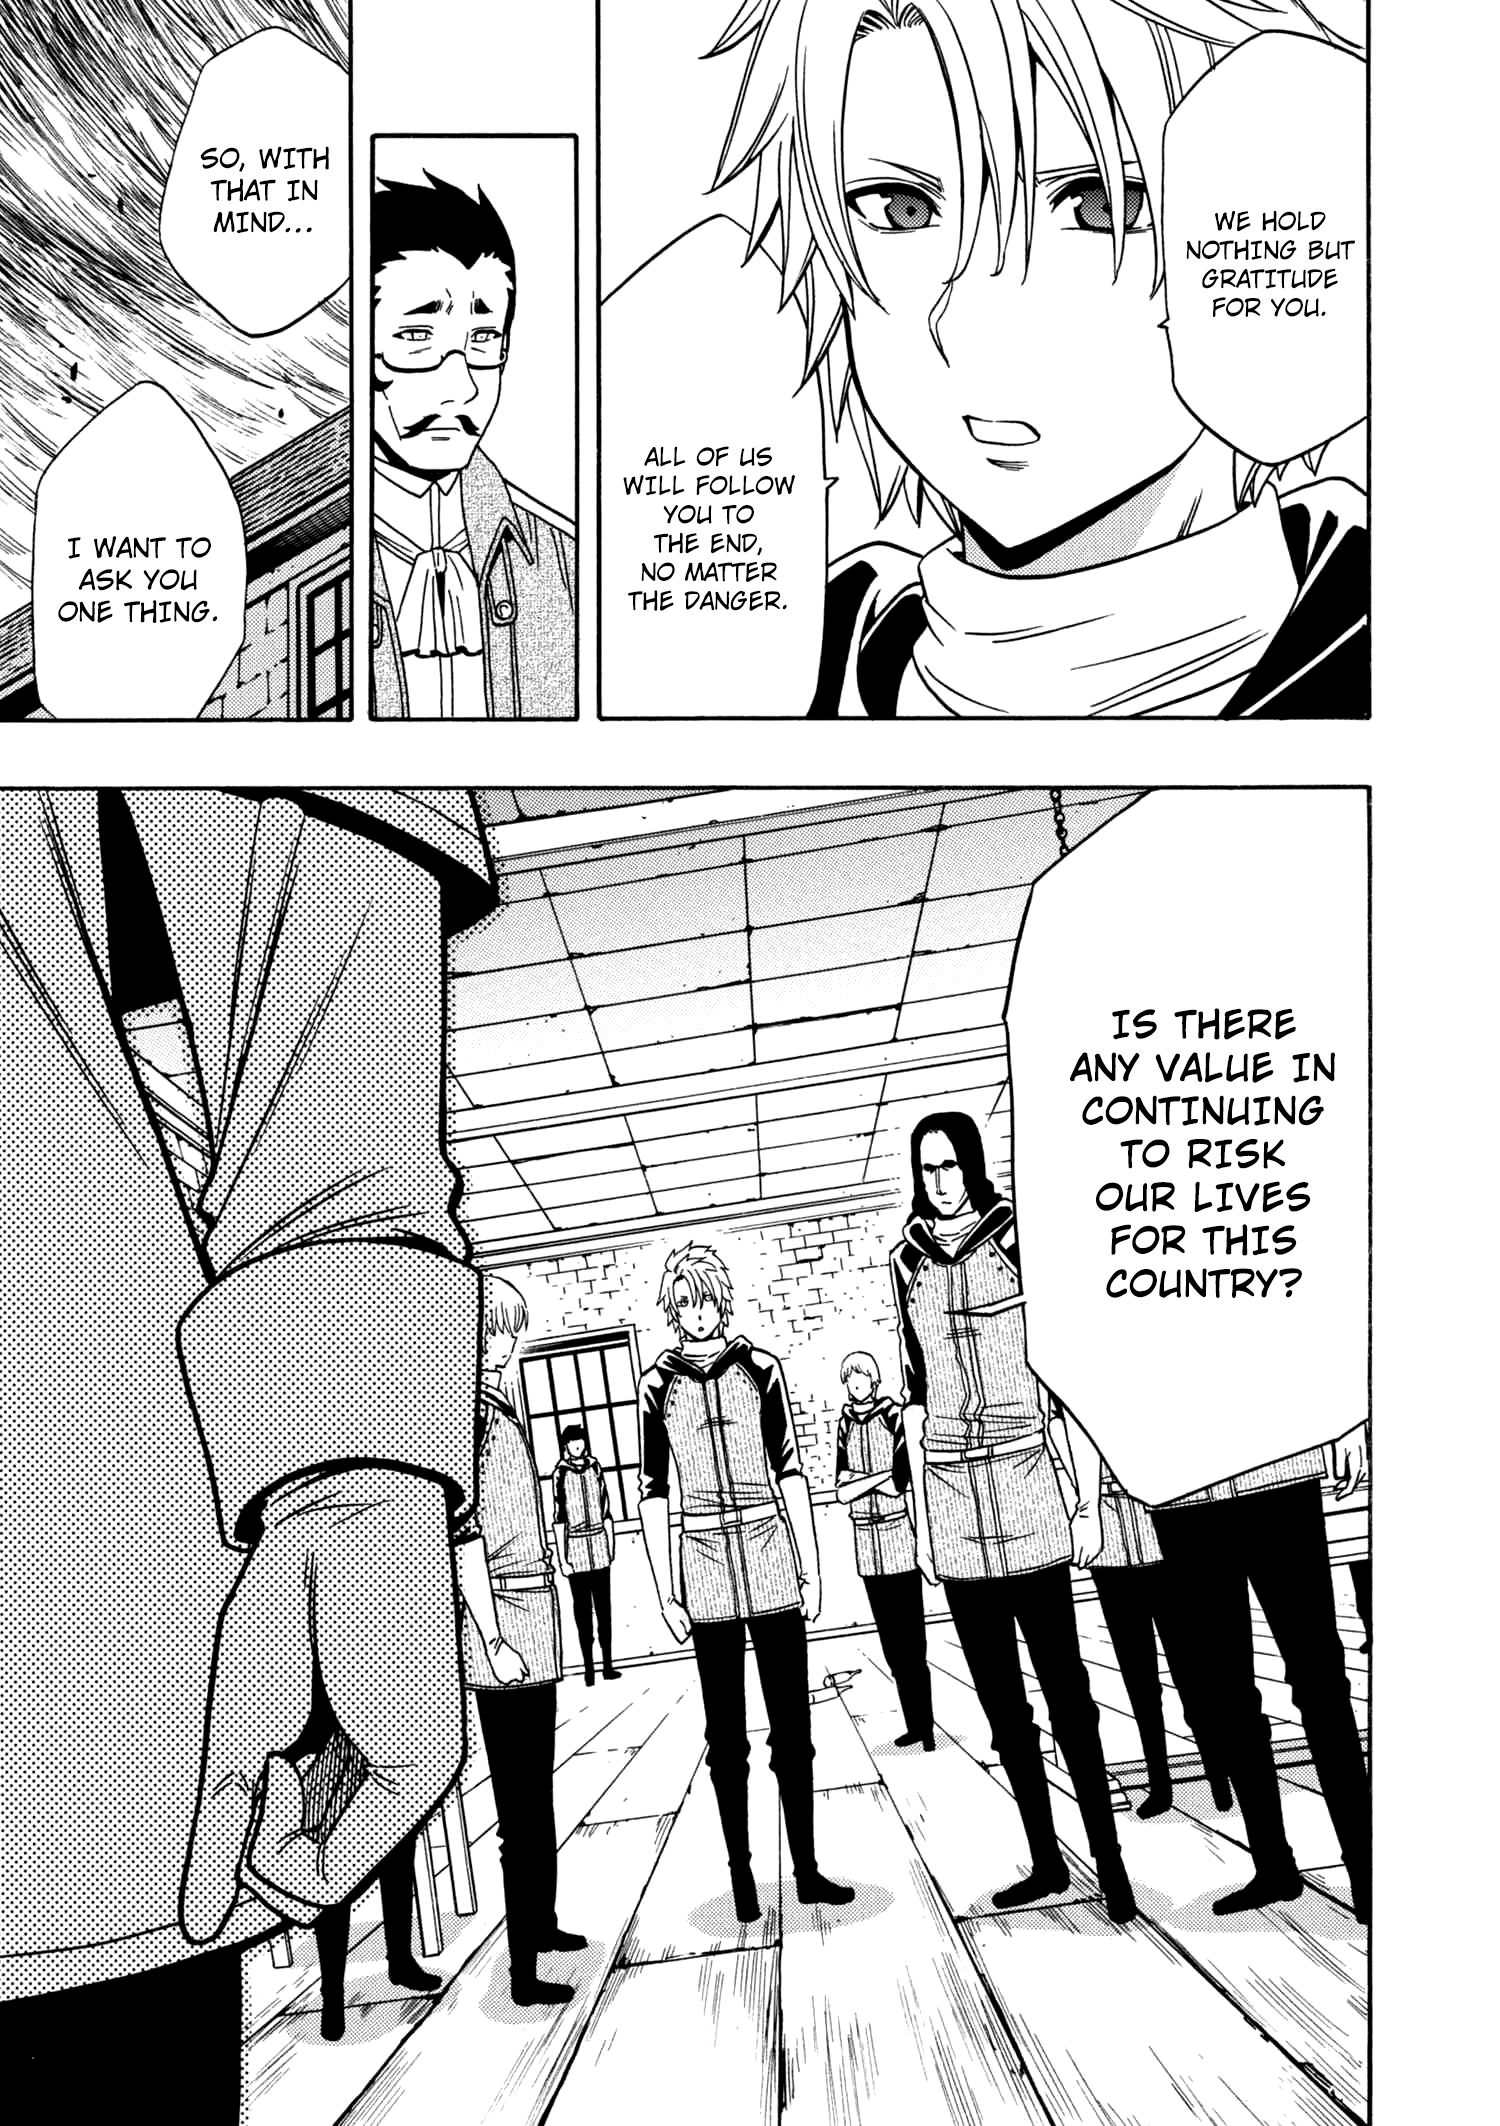 WE HOLD
NOTHING BUT
GRATITUDE
FOR YOU.
ALL OF US
WILL FOLLOW
YOU TO
THE END,
NO MATTER
THE DANGER.
SO, WITH
THAT IN
MIND...
I WANT TO
ASK YOU
ONE THING.
IS THERE
ANY VALUE IN
CONTINUING
TO RISK
OUR LIVES
FOR THIS
COUNTRY?